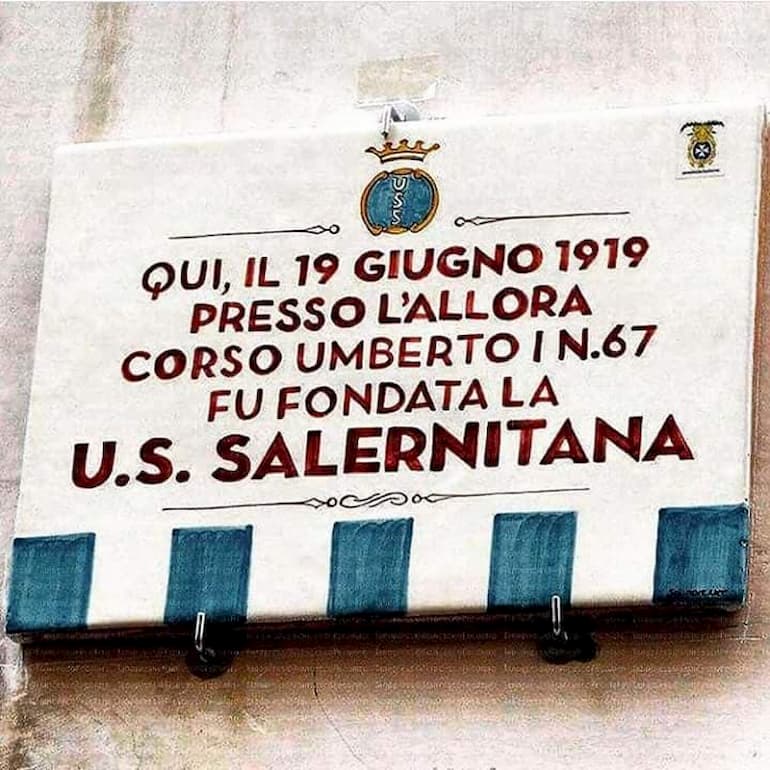 USS
QUI, IL 19 GIUGNO 1919
PRESSO L'ALLORA
CORSO UMBERTO I N.67
FU FONDATA LA
U.S. SALERNITANA